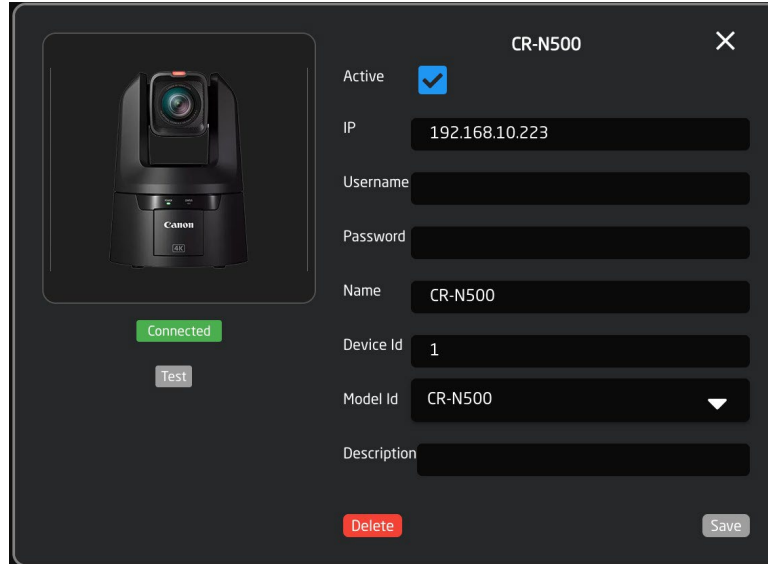 CR-N500
Active
IP
192.168.10.223
Username
Password
Name
CR-N500
Device Id
1
Model Id
CR-N500
Description
Canon
4K
Connected
Test
Delete
Save